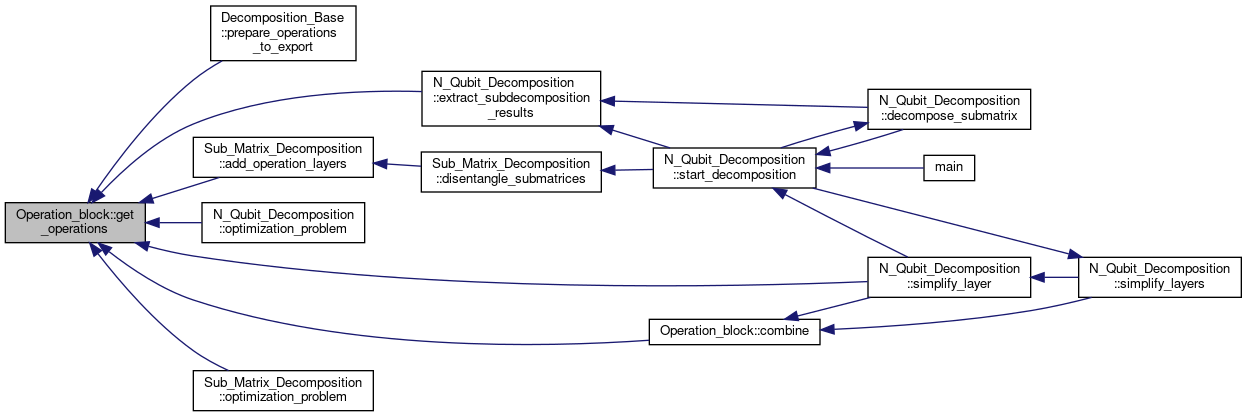 Decomposition_Base
::prepare_operations
_to_export
N_Qubit_Decomposition
::extract_subdecomposition
_results
N_Qubit_Decomposition
::decompose_submatrix
Sub_Matrix_Decomposition
::add_operation_layers
Sub_Matrix_Decomposition
::disentangle_submatrices
N_Qubit_Decomposition
::start_decomposition
main
Operation_block::get
_operations
N_Qubit_Decomposition
::optimization_problem
N_Qubit_Decomposition
::simplify_layer
N_Qubit_Decomposition
::simplify_layers
Operation_block::combine
Sub_Matrix_Decomposition
::optimization_problem